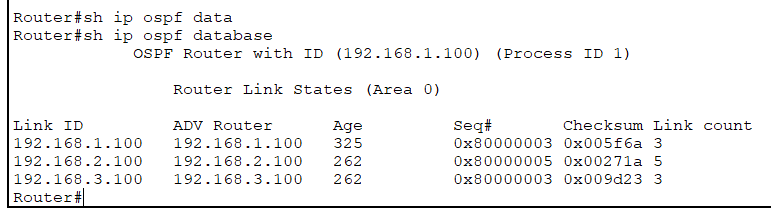 Router#sh ip ospf data
Router#sh ip ospf database
OSPF Router with ID (192.168.1.100) (Process ID 1)
Router Link States (Area 0)
Link ID ADV Router Age Seq# Checksum Link count
192.168.1.100 192.168.1.100 325 0x80000003 0x005f6a 3
192.168.2.100 192.168.2.100 262 0x80000005 0x00271a 5
192.168.3.100 192.168.3.100 262 0x80000003 0x009d23 3
Router#